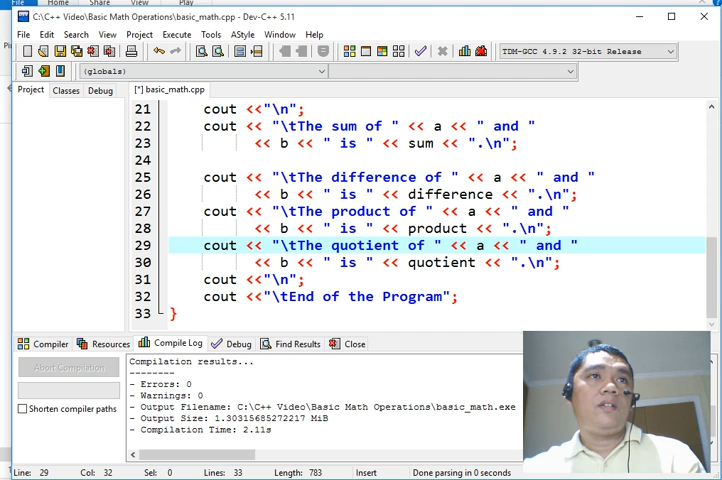 File Home Share View Play
C:\C++ Video\Basic Math Operations\basic_math.cpp - Dev-C++ 5.11
File Edit Search View Project Execute Tools AStyle Window Help
TDM-GCC 4.9.2 32-bit Release
(globals)
Project Classes Debug
[*] basic_math.cpp
21 cout <<"\n";
22 cout << "\tThe sum of " << a << " and "
23 << b << " is " << sum << ".\n";
24
25 cout << "\tThe difference of " << a << " and "
26 << b << " is " << difference << ".\n";
27 cout << "\tThe product of " << a << " and "
28 << b << " is " << product << ".\n";
29 cout << "\tThe quotient of " << a << " and "
30 << b << " is " << quotient << ".\n";
31 cout <<"\n";
32 cout <<"\tEnd of the Program";
33 }
Compiler Resources Compile Log Debug Find Results Close
Abort Compilation
Shorten compiler paths
Compilation results...
--------
- Errors: 0
- Warnings: 0
- Output Filename: C:\C++ Video\Basic Math Operations\basic_math.exe
- Output Size: 1.30315685272217 MiB
- Compilation Time: 2.11s
Line: 29 Col: 32 Sel: 0 Lines: 33 Length: 783 Insert Done parsing in 0 seconds